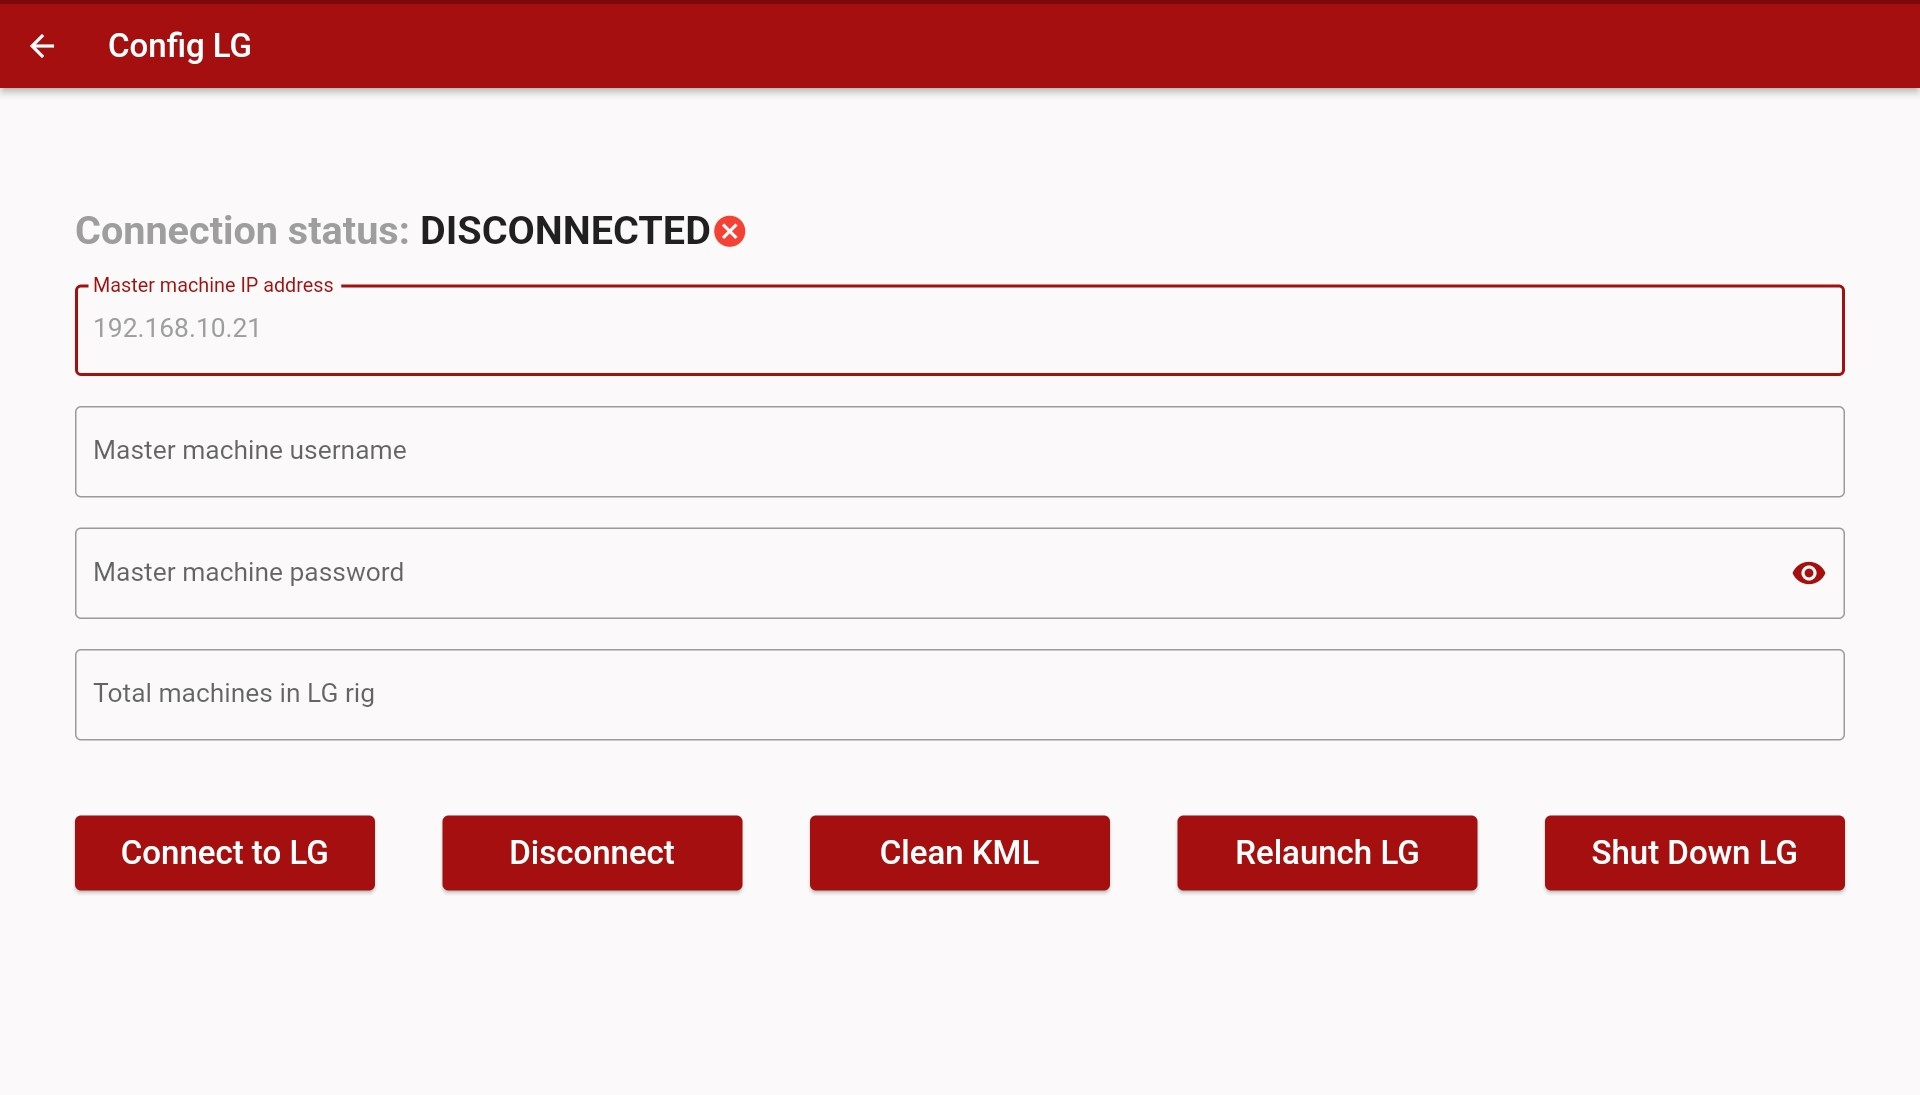 Config LG
Connection status: DISCONNECTED
Master machine IP address
192.168.10.21
Master machine username
Master machine password
Total machines in LG rig
Connect to LG
Disconnect
Clean KML
Relaunch LG
Shut Down LG